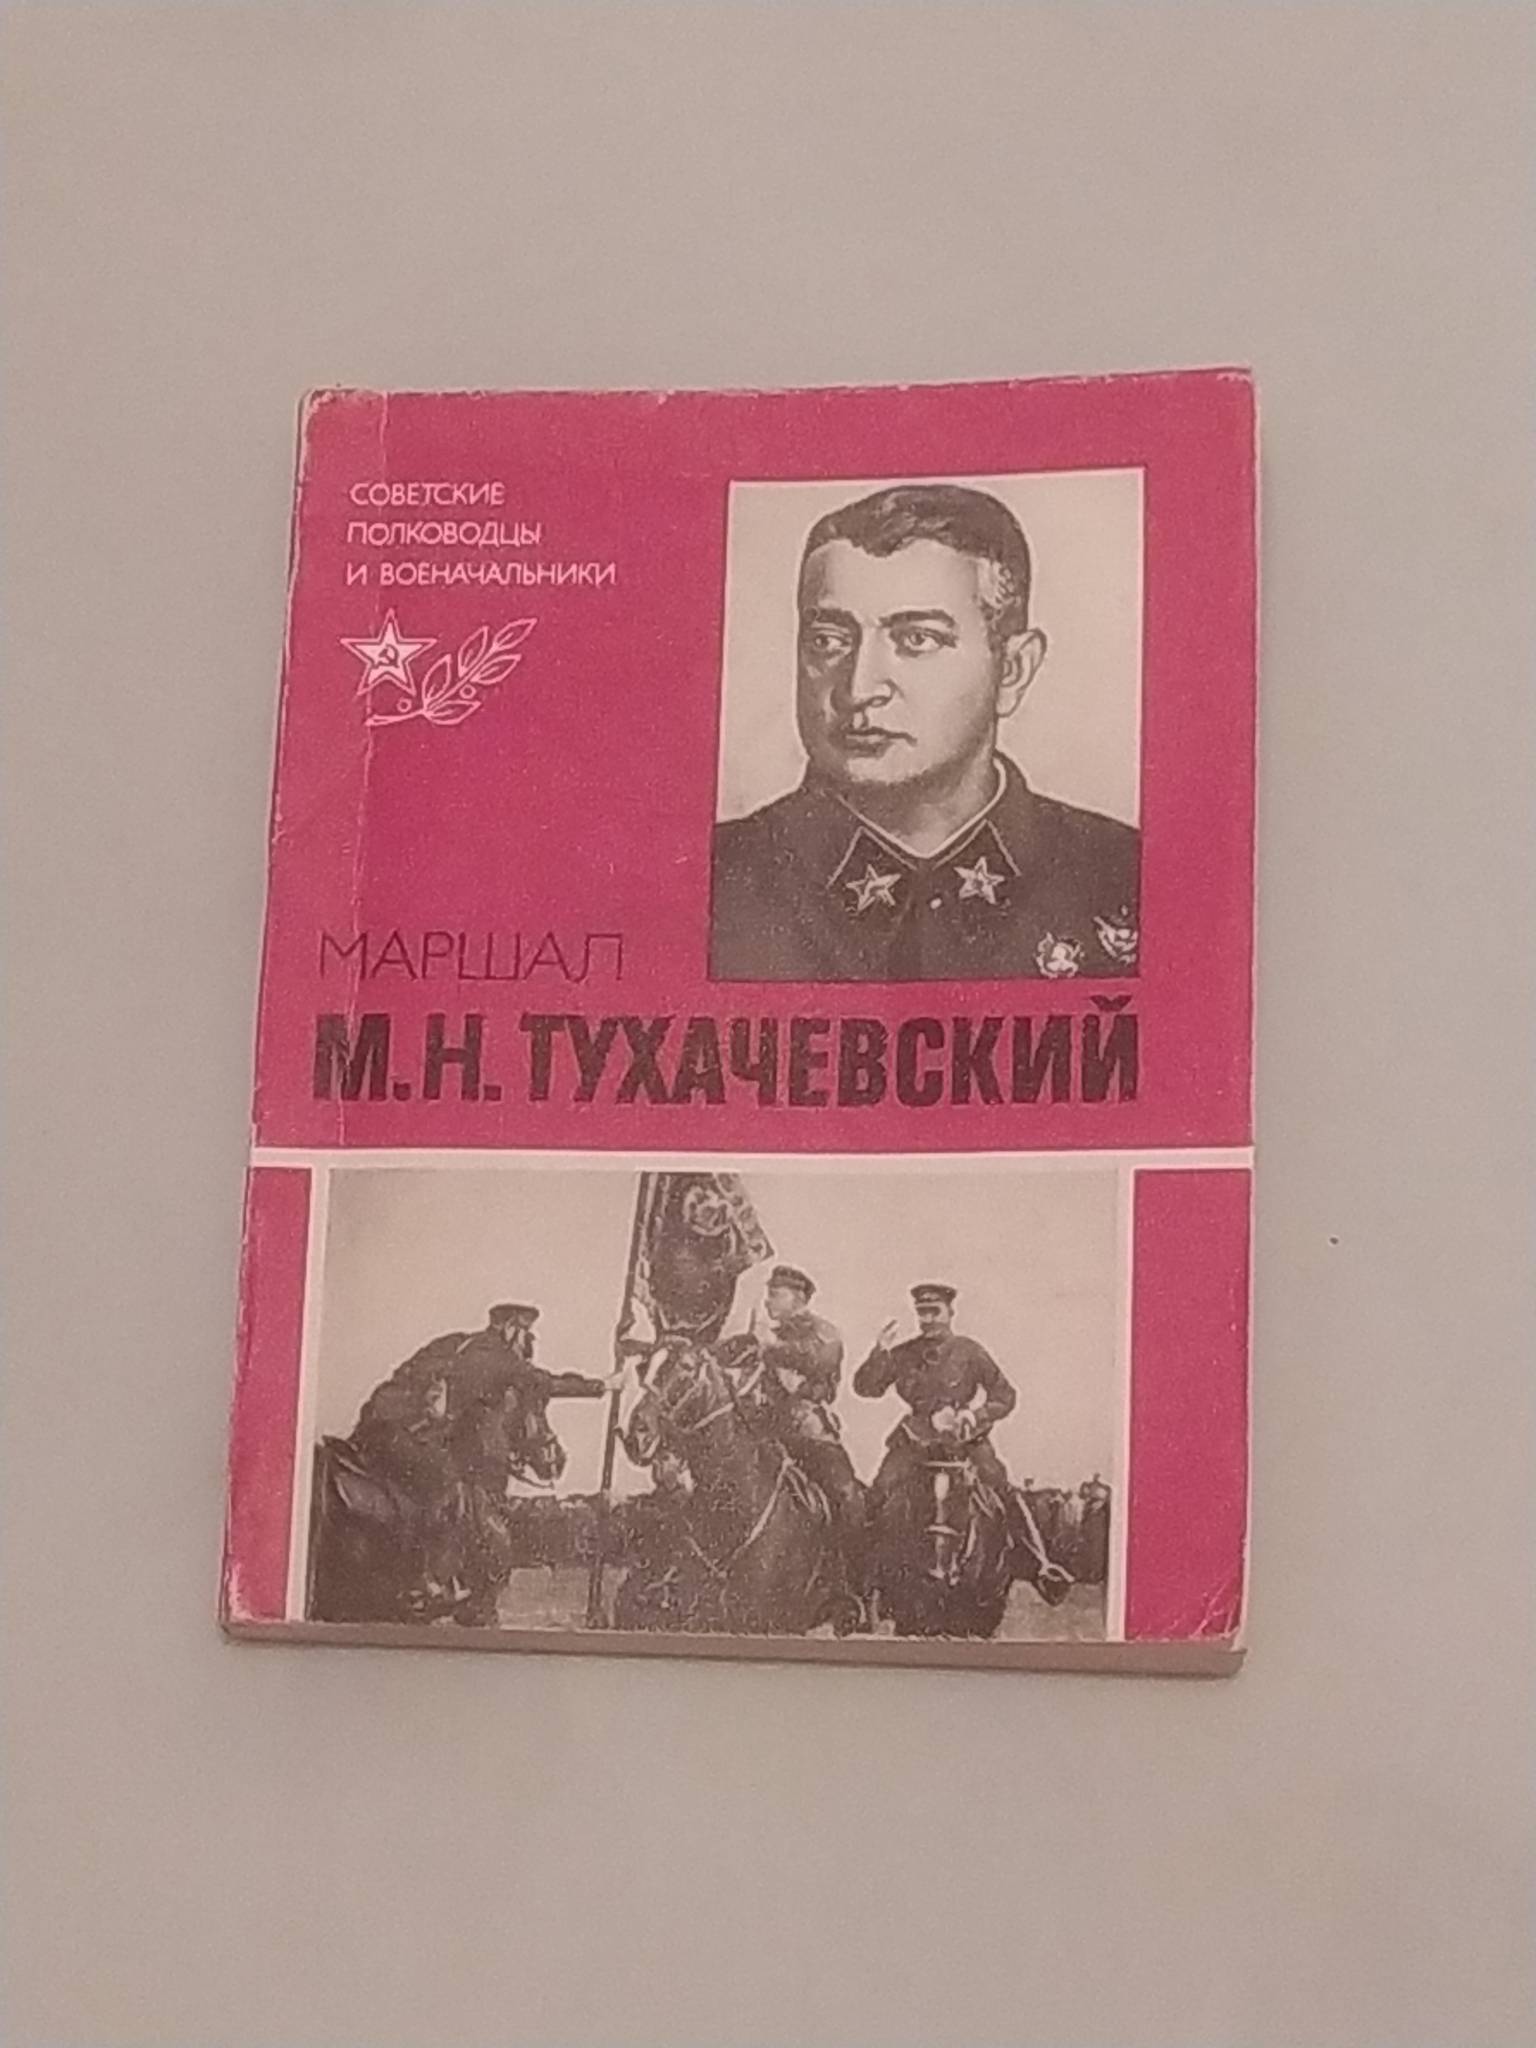 СОВЕТСКИЕ
ПОЛКОВОДЦЫ
И ВОЕНАЧАЛЬНИКИ
МАРШАЛ
М.Н. ТУХАЧЕВСКИЙ